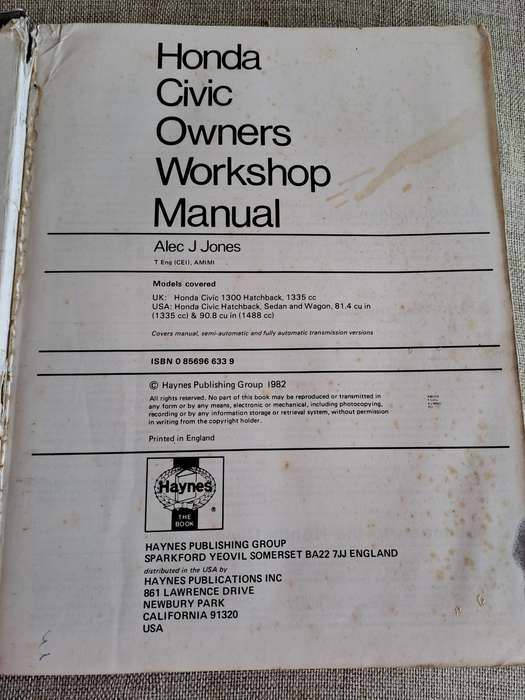 Honda
Civic
Owners
Workshop
Manual
Alec J Jones
T Eng (CEI), AMIMI
Models covered
UK: Honda Civic 1300 Hatchback, 1335 cc
USA: Honda Civic Hatchback, Sedan and Wagon, 81.4 cu in
(1335 cc) & 90.8 cu in (1488 cc)
Covers manual, semi-automatic and fully automatic transmission versions
ISBN 0 85696 633 9
© Haynes Publishing Group 1982
All rights reserved. No part of this book may be reproduced or transmitted in
any form or by any means, electronic or mechanical, including photocopying,
recording or by any information storage or retrieval system, without permission
in writing from the copyright holder.
Printed in England
Haynes
®
THE
BOOK
HAYNES PUBLISHING GROUP
SPARKFORD YEOVIL SOMERSET BA22 7JJ ENGLAND
distributed in the USA by
HAYNES PUBLICATIONS INC
861 LAWRENCE DRIVE
NEWBURY PARK
CALIFORNIA 91320
USA